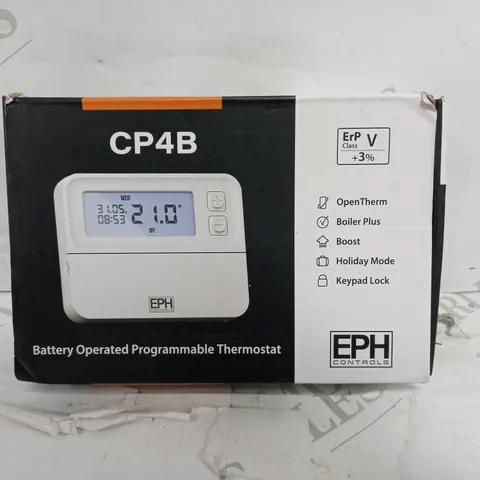 CP4B
WED
31.05.
08:53
21.0°
OFF
EPH
Battery Operated Programmable Thermostat
ErP
Class
V
+3%
OpenTherm
Boiler Plus
Boost
Holiday Mode
Keypad Lock
EPH
CONTROLS